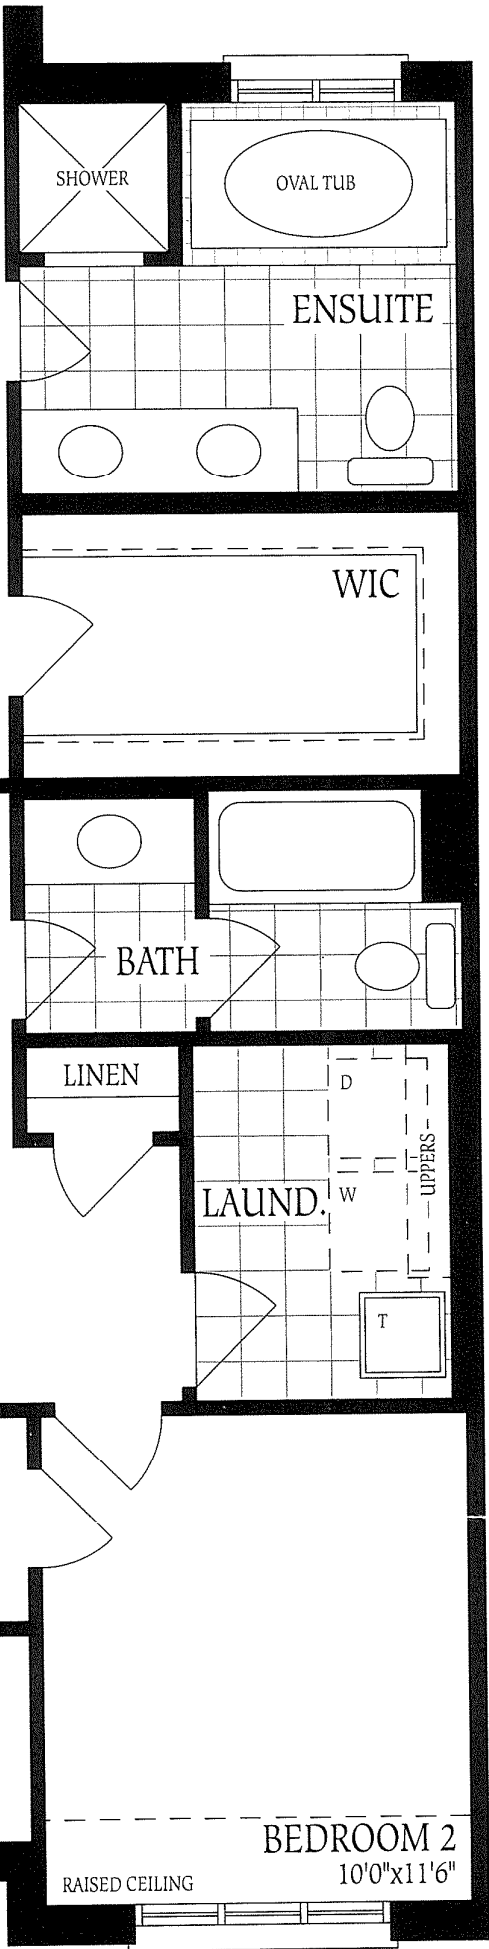 SHOWER
OVAL TUB
ENSUITE
WIC
BATH
LINEN
D
UPPERS
W
LAUND.
T
BEDROOM 2
10'0"x11'6"
RAISED CEILING